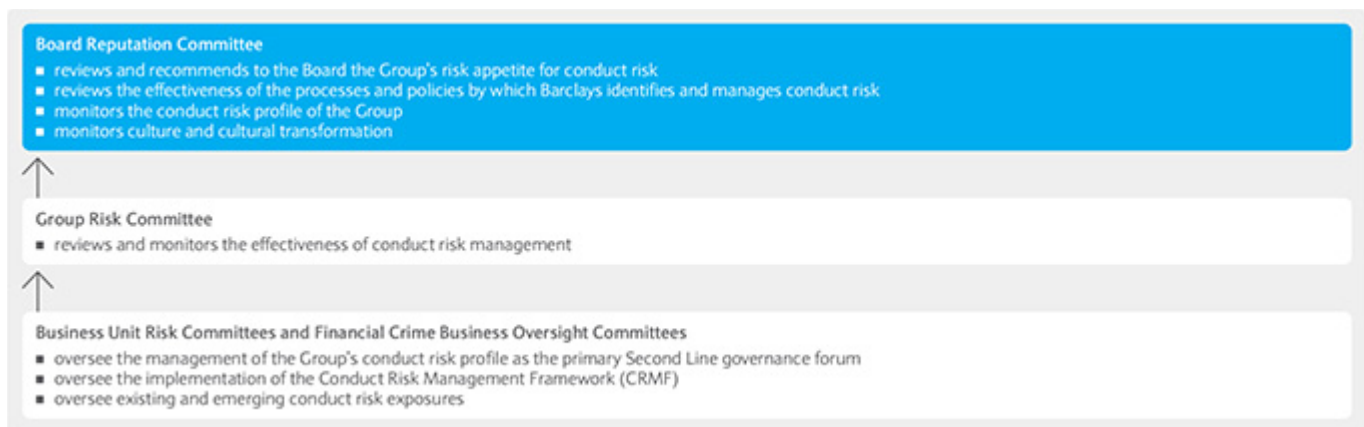 Board Reputation Committee
■ reviews and recommends to the Board the Group's risk appetite for conduct risk
■ reviews the effectiveness of the processes and policies by which Barclays identifies and manages conduct risk
■ monitors the conduct risk profile of the Group
■ monitors culture and cultural transformation
Group Risk Committee
■ reviews and monitors the effectiveness of conduct risk management
Business Unit Risk Committees and Financial Crime Business Oversight Committees
■ oversee the management of the Group's conduct risk profile as the primary Second Line governance forum
■ oversee the implementation of the Conduct Risk Management Framework (CRMF)
■ oversee existing and emerging conduct risk exposures